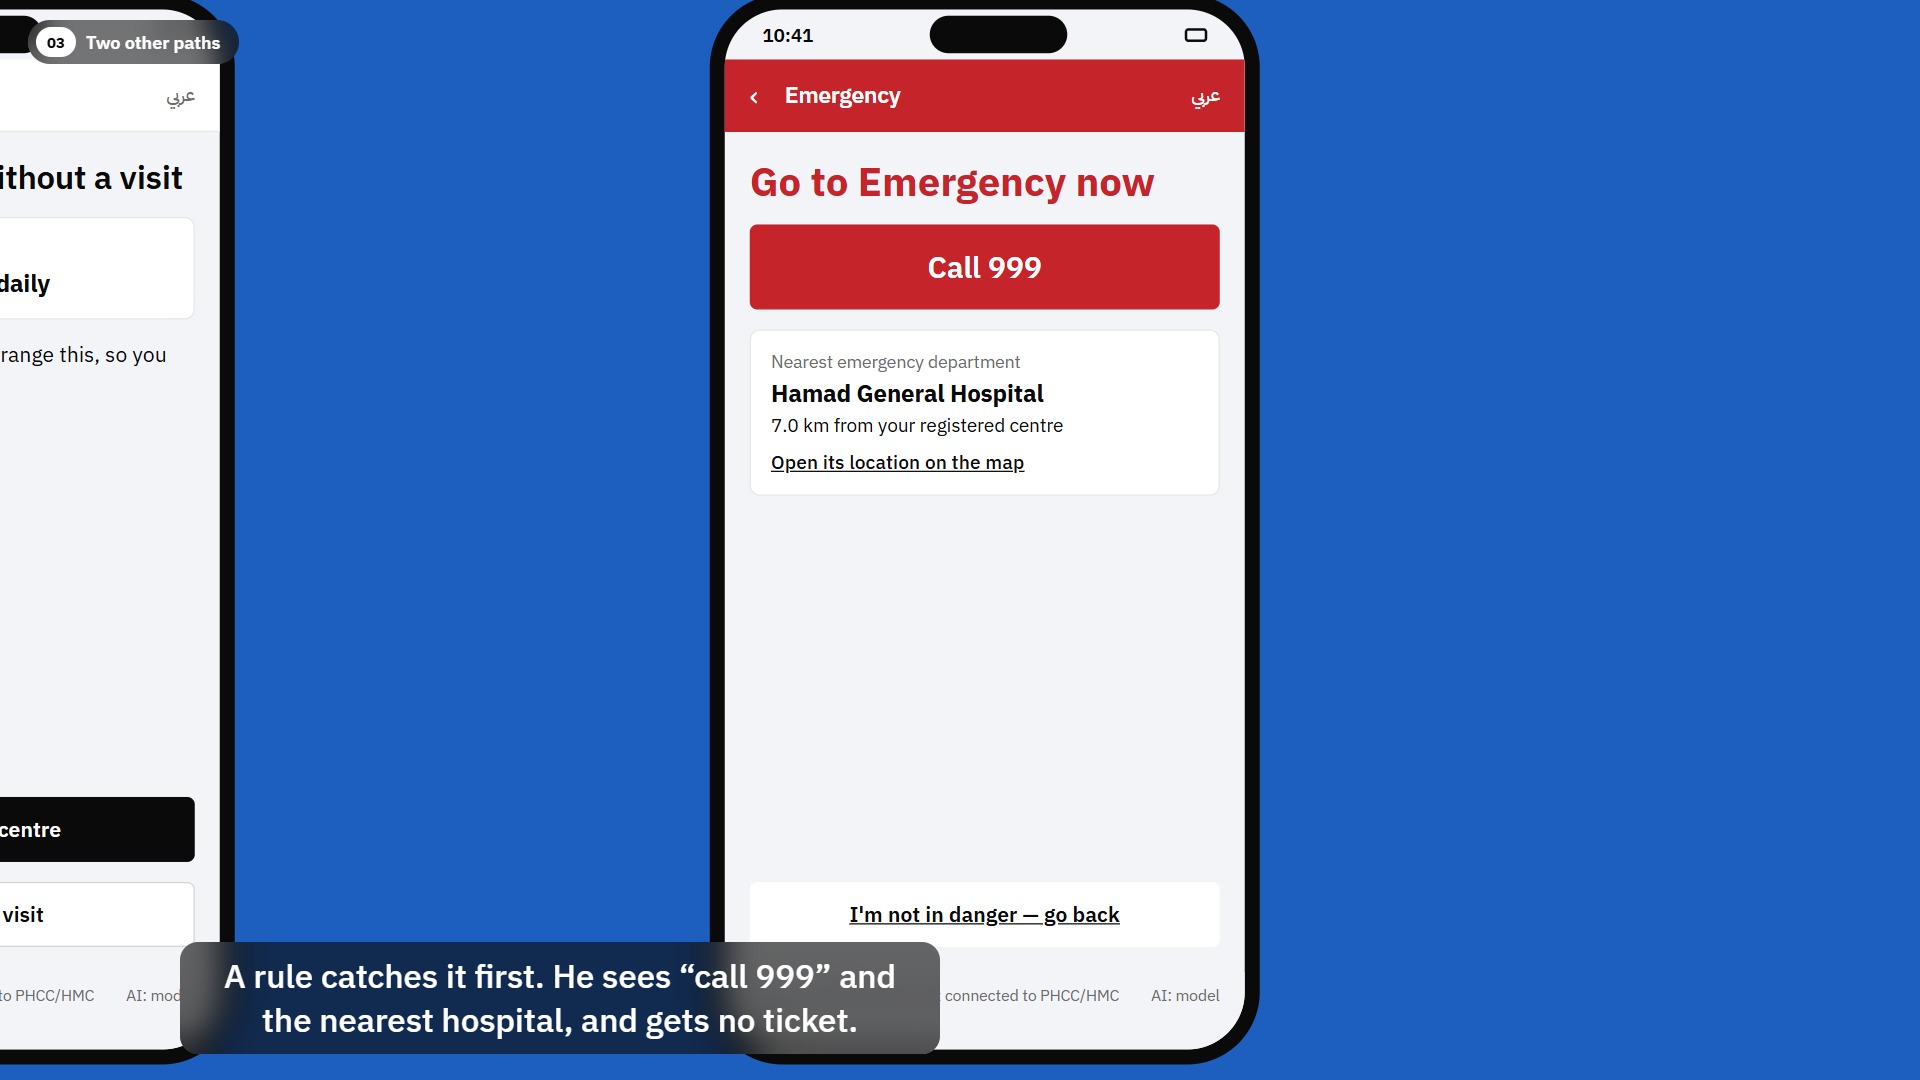 03 Two other paths
عربي
ithout a visit
daily
range this, so you
centre
visit
to PHCC/HMC AI: mod
10:41
Emergency
عربي
Go to Emergency now
Call 999
Nearest emergency department
Hamad General Hospital
7.0 km from your registered centre
Open its location on the map
I'm not in danger — go back
connected to PHCC/HMC AI: model
A rule catches it first. He sees “call 999” and
the nearest hospital, and gets no ticket.